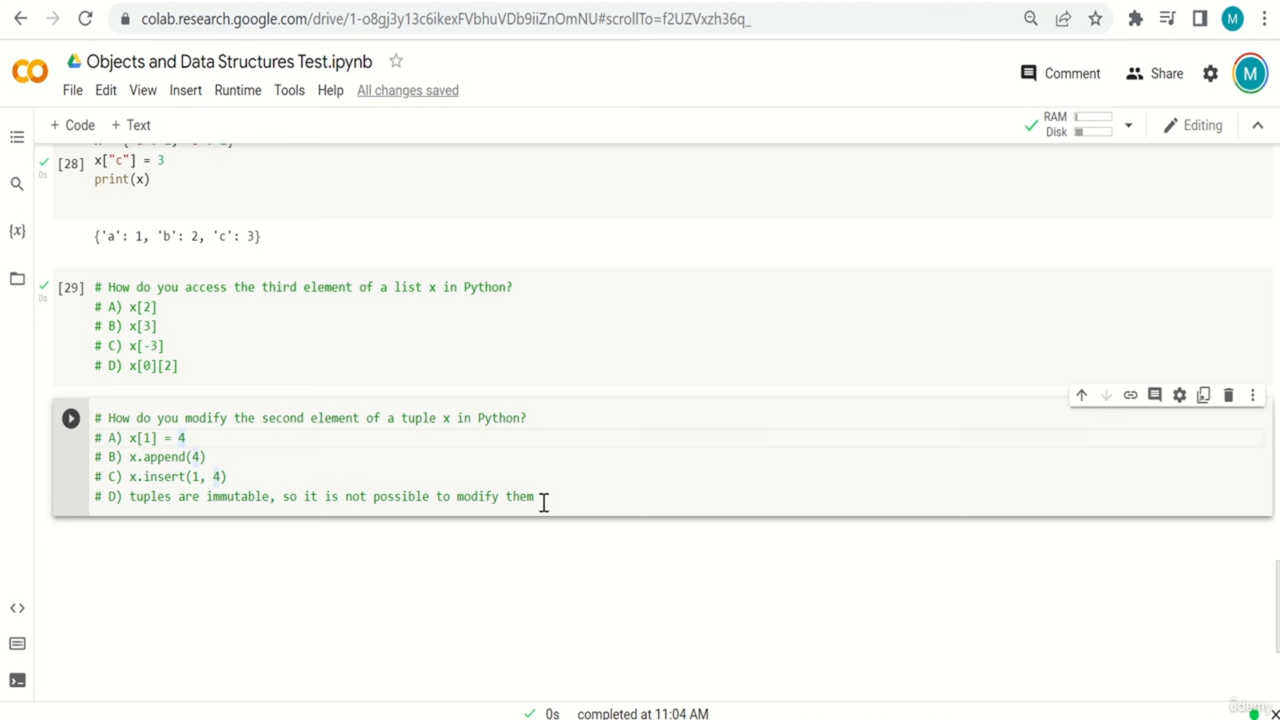 colab.research.google.com/drive/1-o8gj3y13c6ikexFVbhuVDb9iiZnOmNU#scrollTo=f2UZVxzh36q_
M
CO
Objects and Data Structures Test.ipynb
Comment
Share
M
File Edit View Insert Runtime Tools Help All changes saved
+ Code + Text
RAM
Disk
Editing
[28] x["c"] = 3
0s
print(x)
{'a': 1, 'b': 2, 'c': 3}
[29] # How do you access the third element of a list x in Python?
0s
# A) x[2]
# B) x[3]
# C) x[-3]
# D) x[0][2]
# How do you modify the second element of a tuple x in Python?
# A) x[1] = 4
# B) x.append(4)
# C) x.insert(1, 4)
# D) tuples are immutable, so it is not possible to modify them
0s completed at 11:04 AM
udemy